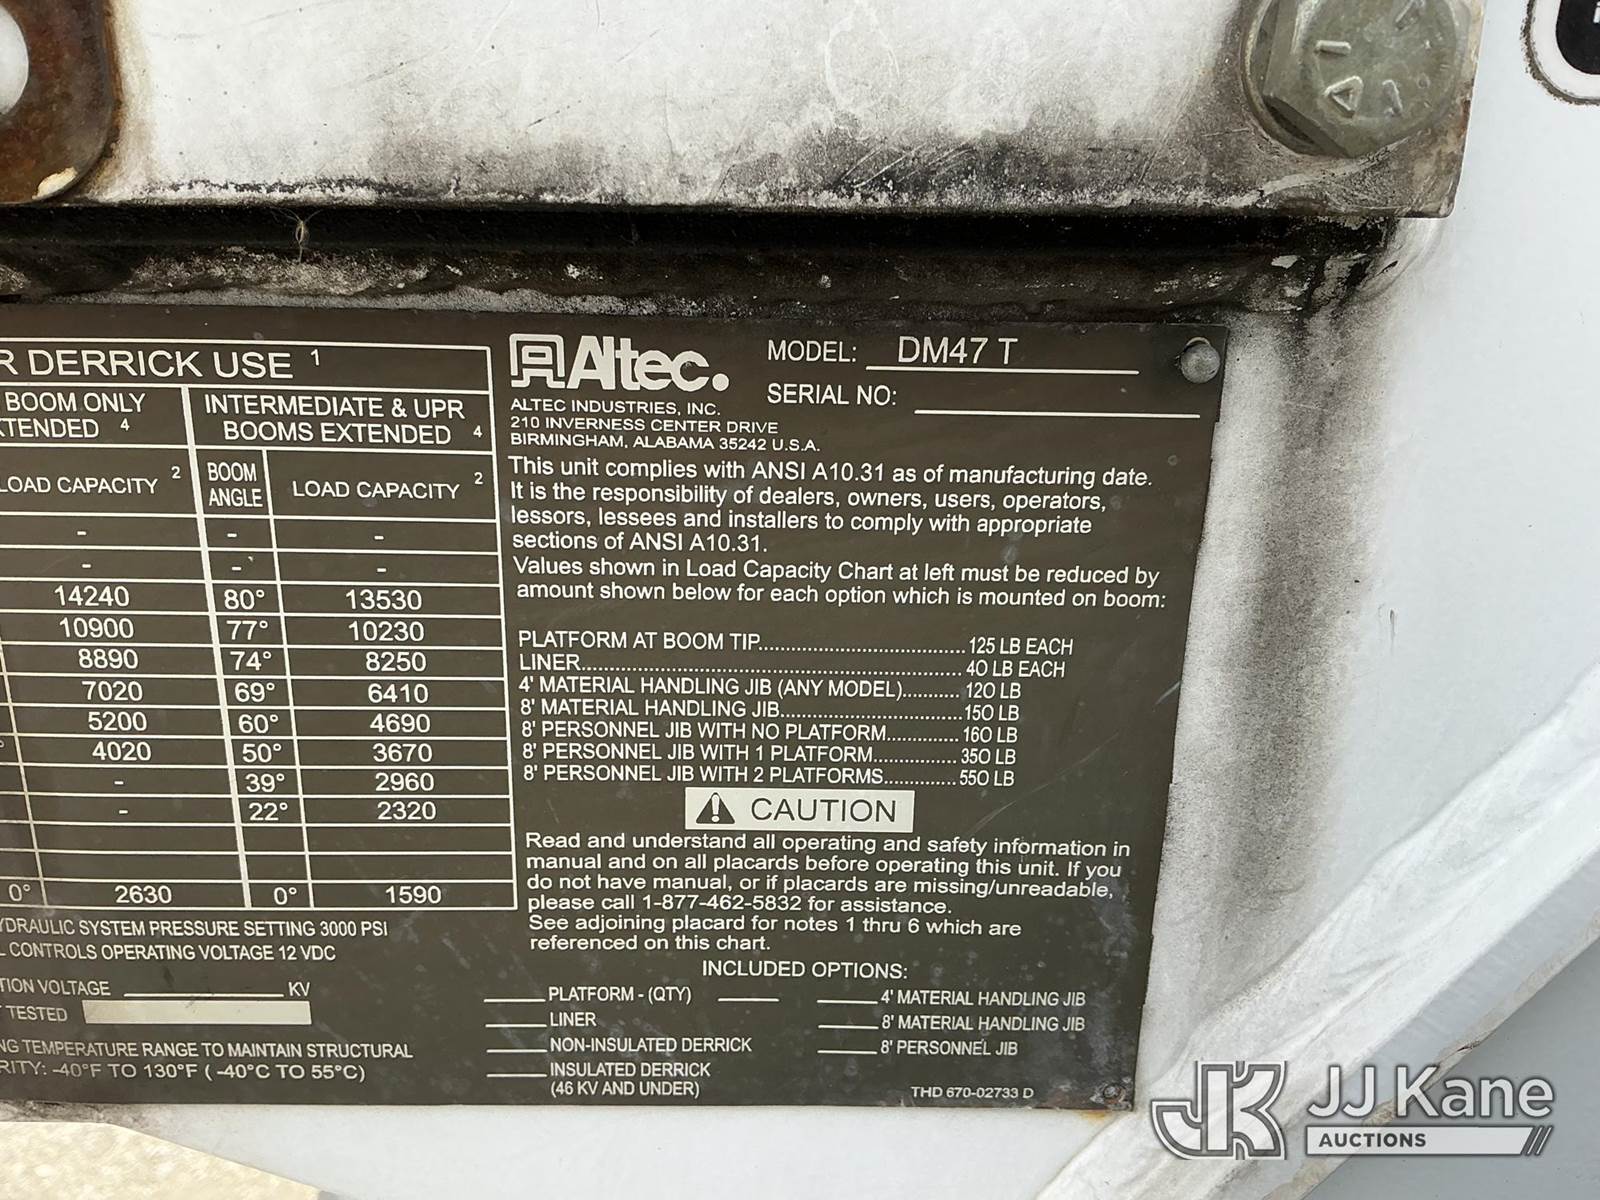 R DERRICK USE 1
BOOM ONLY
TENDED 4
INTERMEDIATE & UPR
BOOMS EXTENDED 4
LOAD CAPACITY 2
BOOM
ANGLE
LOAD CAPACITY 2
- - -
- - -
14240 80° 13530
10900 77° 10230
8890 74° 8250
7020 69° 6410
5200 60° 4690
4020 50° 3670
- 39° 2960
- 22° 2320
0° 2630 0° 1590
YDRAULIC SYSTEM PRESSURE SETTING 3000 PSI
L CONTROLS OPERATING VOLTAGE 12 VDC
TION VOLTAGE KV
TESTED
NG TEMPERATURE RANGE TO MAINTAIN STRUCTURAL
RITY: -40°F TO 130°F ( -40°C TO 55°C)
Altec.
MODEL: DM47 T
SERIAL NO:
ALTEC INDUSTRIES, INC.
210 INVERNESS CENTER DRIVE
BIRMINGHAM, ALABAMA 35242 U.S.A.
This unit complies with ANSI A10.31 as of manufacturing date.
It is the responsibility of dealers, owners, users, operators,
lessors, lessees and installers to comply with appropriate
sections of ANSI A10.31.
Values shown in Load Capacity Chart at left must be reduced by
amount shown below for each option which is mounted on boom:
PLATFORM AT BOOM TIP..................................... 125 LB EACH
LINER..................................................................... 40 LB EACH
4' MATERIAL HANDLING JIB (ANY MODEL)........... 120 LB
8' MATERIAL HANDLING JIB.................................150 LB
8' PERSONNEL JIB WITH NO PLATFORM............. 160 LB
8' PERSONNEL JIB WITH 1 PLATFORM............... 350 LB
8' PERSONNEL JIB WITH 2 PLATFORMS............. 550 LB
CAUTION
Read and understand all operating and safety information in
manual and on all placards before operating this unit. If you
do not have manual, or if placards are missing/unreadable,
please call 1-877-462-5832 for assistance.
See adjoining placard for notes 1 thru 6 which are
referenced on this chart.
INCLUDED OPTIONS:
PLATFORM - (QTY)
LINER
NON-INSULATED DERRICK
INSULATED DERRICK
(46 KV AND UNDER)
4' MATERIAL HANDLING JIB
8' MATERIAL HANDLING JIB
8' PERSONNEL JIB
THD 670-02733 D
JK JJ Kane
AUCTIONS